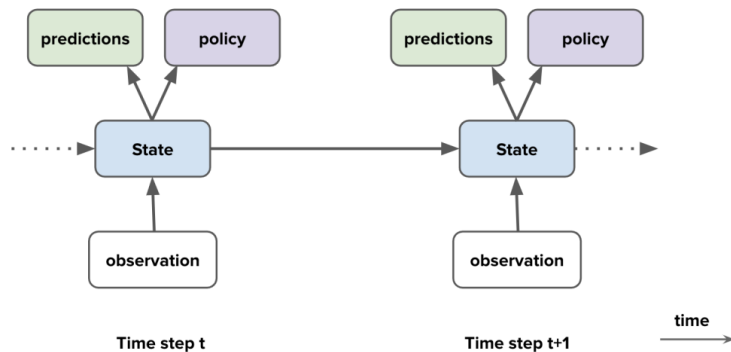 predictions
policy
predictions
policy
State
State
observation
observation
time
Time step t
Time step t+1